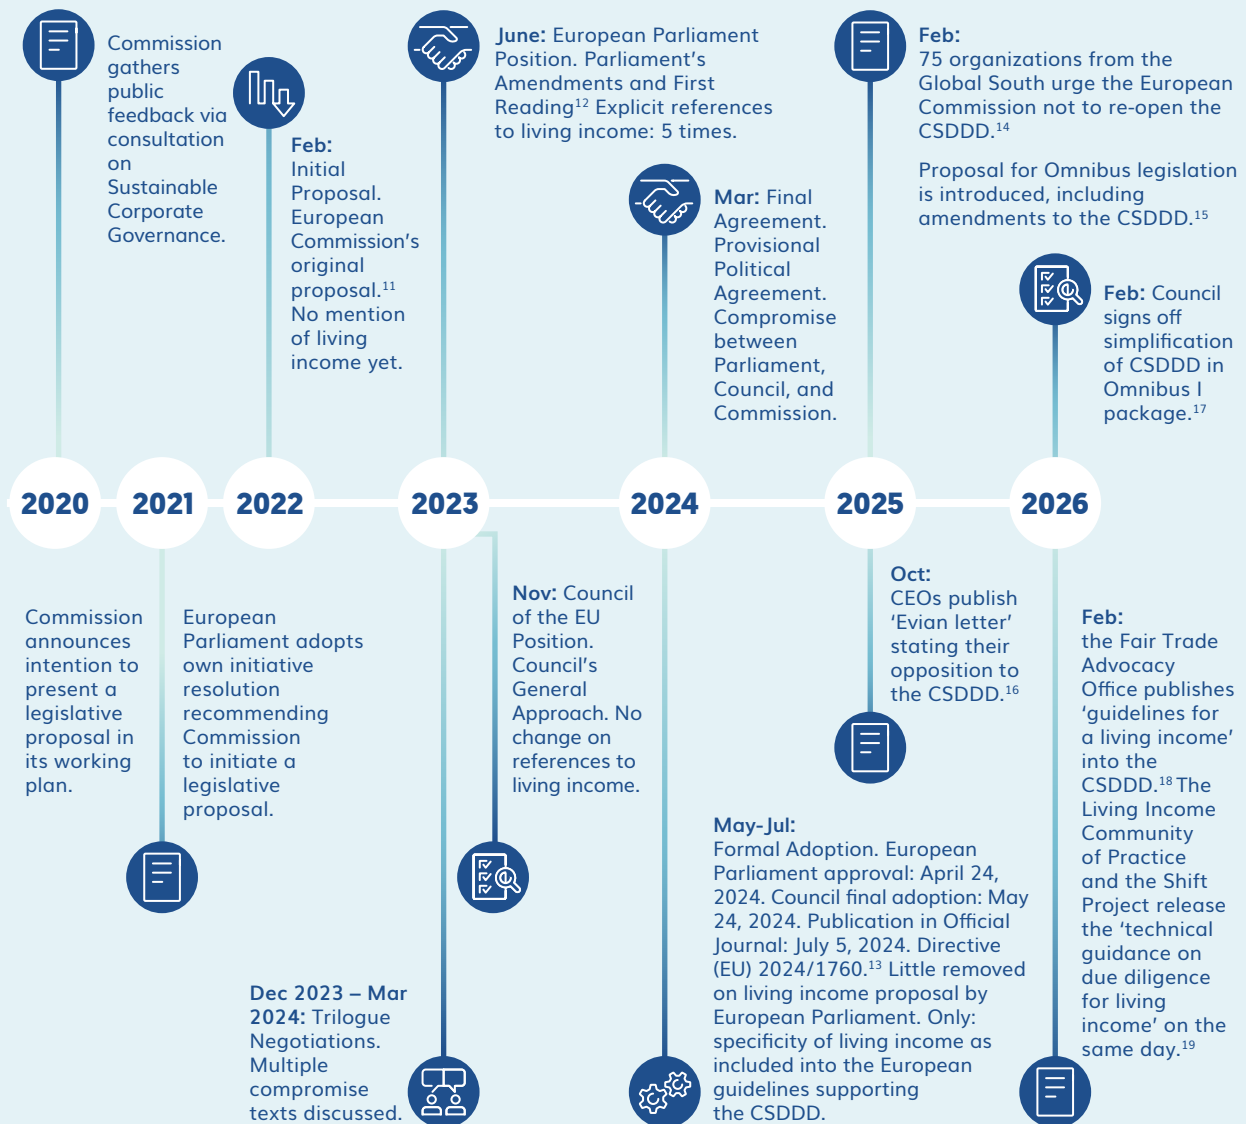 Commission
gathers
public
feedback via
consultation
on
Sustainable
Corporate
Governance.
Feb:
Initial
Proposal.
European
Commission's
original
proposal.¹¹
No mention
of living
income yet.
June: European Parliament
Position. Parliament's
Amendments and First
Reading¹² Explicit references
to living income: 5 times.
Mar: Final
Agreement.
Provisional
Political
Agreement.
Compromise
between
Parliament,
Council, and
Commission.
Feb:
75 organizations from the
Global South urge the European
Commission not to re-open the
CSDDD.¹⁴
Proposal for Omnibus legislation
is introduced, including
amendments to the CSDDD.¹⁵
Feb: Council
signs off
simplification
of CSDDD in
Omnibus I
package.¹⁷
2020
2021
2022
2023
2024
2025
2026
Commission
announces
intention to
present a
legislative
proposal in
its working
plan.
European
Parliament adopts
own initiative
resolution
recommending
Commission
to initiate a
legislative
proposal.
Nov: Council
of the EU
Position.
Council's
General
Approach. No
change on
references to
living income.
Dec 2023 – Mar
2024: Trilogue
Negotiations.
Multiple
compromise
texts discussed.
May-Jul:
Formal Adoption. European
Parliament approval: April 24,
2024. Council final adoption: May
24, 2024. Publication in Official
Journal: July 5, 2024. Directive
(EU) 2024/1760.¹³ Little removed
on living income proposal by
European Parliament. Only:
specificity of living income as
included into the European
guidelines supporting
the CSDDD.
Oct:
CEOs publish
‘Evian letter’
stating their
opposition to
the CSDDD.¹⁶
Feb:
the Fair Trade
Advocacy
Office publishes
‘guidelines for
a living income’
into the
CSDDD.¹⁸ The
Living Income
Community
of Practice
and the Shift
Project release
the ‘technical
guidance on
due diligence
for living
income’ on the
same day.¹⁹